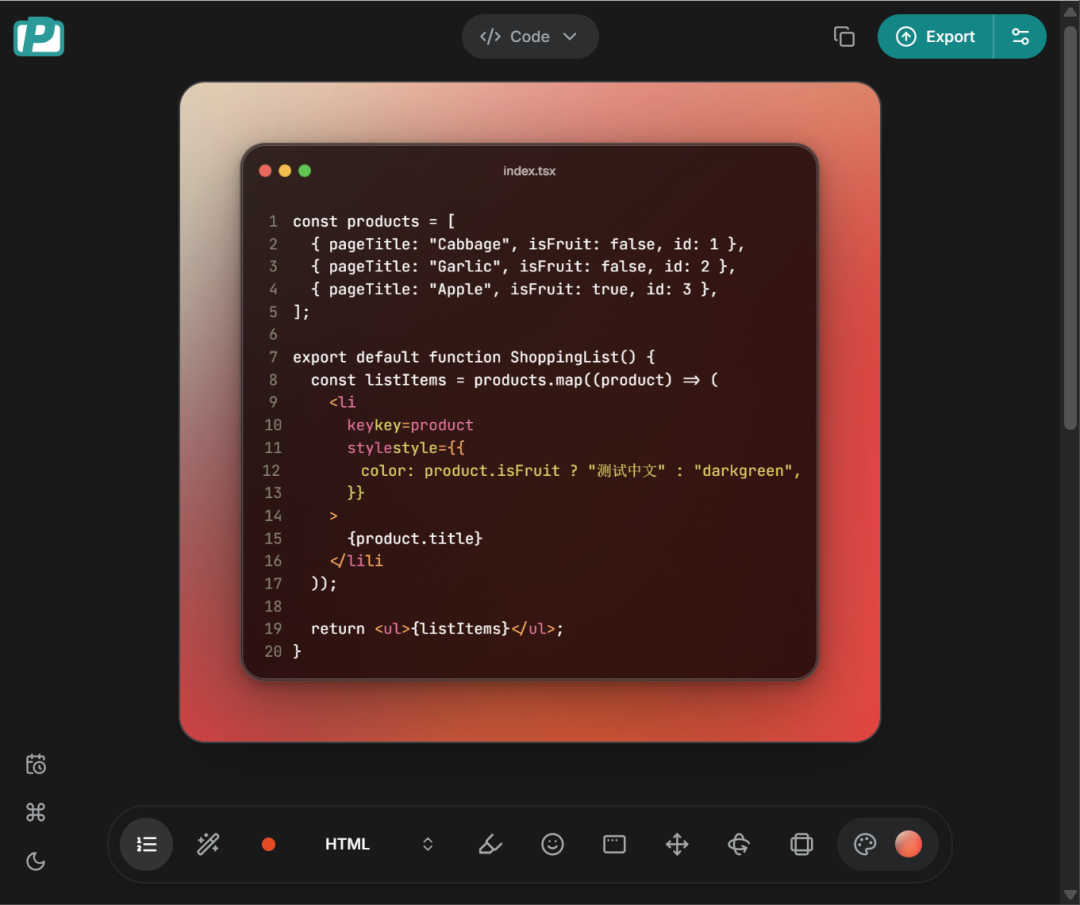 P
Code
Export
index.tsx
1 const products = [
2   { pageTitle: "Cabbage", isFruit: false, id: 1 },
3   { pageTitle: "Garlic", isFruit: false, id: 2 },
4   { pageTitle: "Apple", isFruit: true, id: 3 },
5 ];
6
7 export default function ShoppingList() {
8   const listItems = products.map((product) => (
9     <li
10       keykey=product
11       stylestyle={{
12         color: product.isFruit ? "测试中文" : "darkgreen",
13       }}
14     >
15       {product.title}
16     </lili
17   ));
18
19   return <ul>{listItems}</ul>;
20 }
HTML